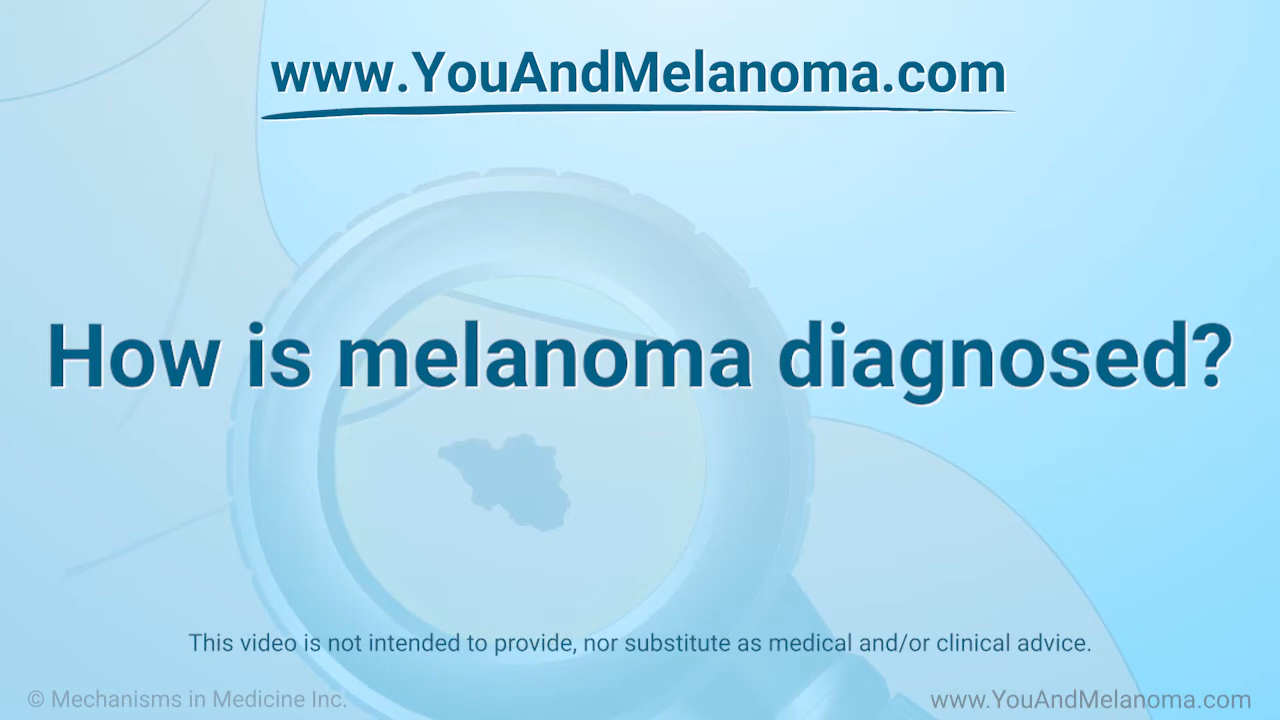 www.YouAndMelanoma.com
How is melanoma diagnosed?
This video is not intended to provide, nor substitute as medical and/or clinical advice.
© Mechanisms in Medicine Inc.
www.YouAndMelanoma.com